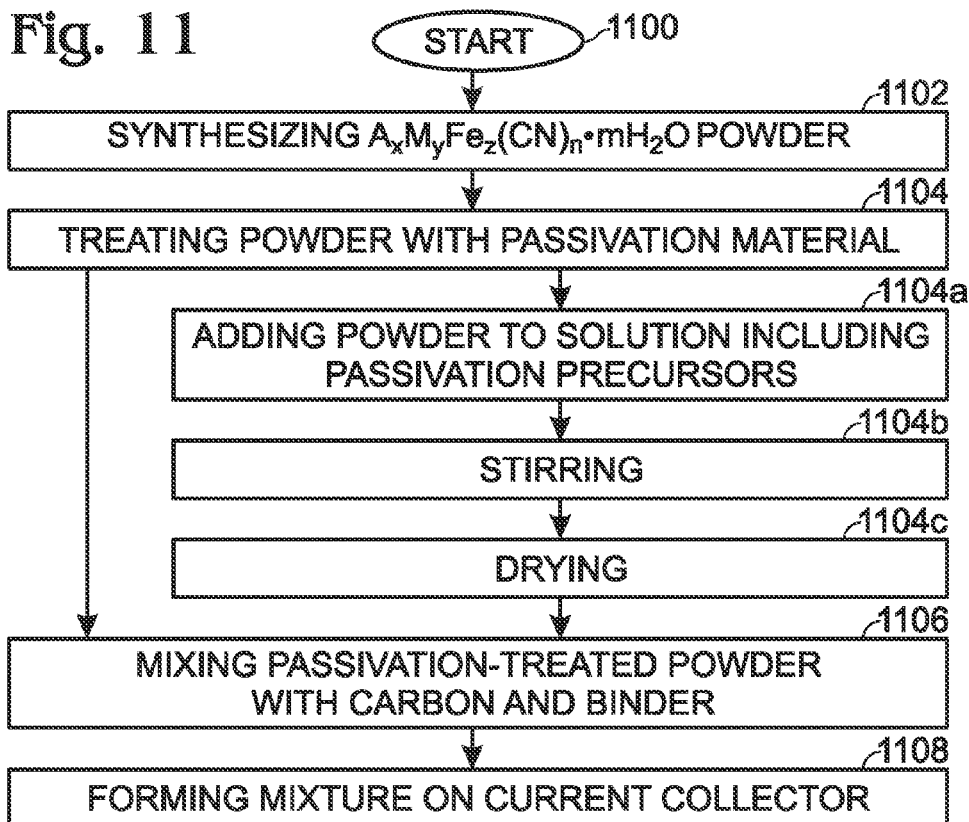 Fig. 11
START
1100
1102
SYNTHESIZING AₓMᵧFe_z(CN)ₙ•mH₂O POWDER
1104
TREATING POWDER WITH PASSIVATION MATERIAL
1104a
ADDING POWDER TO SOLUTION INCLUDING
PASSIVATION PRECURSORS
1104b
STIRRING
1104c
DRYING
1106
MIXING PASSIVATION-TREATED POWDER
WITH CARBON AND BINDER
1108
FORMING MIXTURE ON CURRENT COLLECTOR